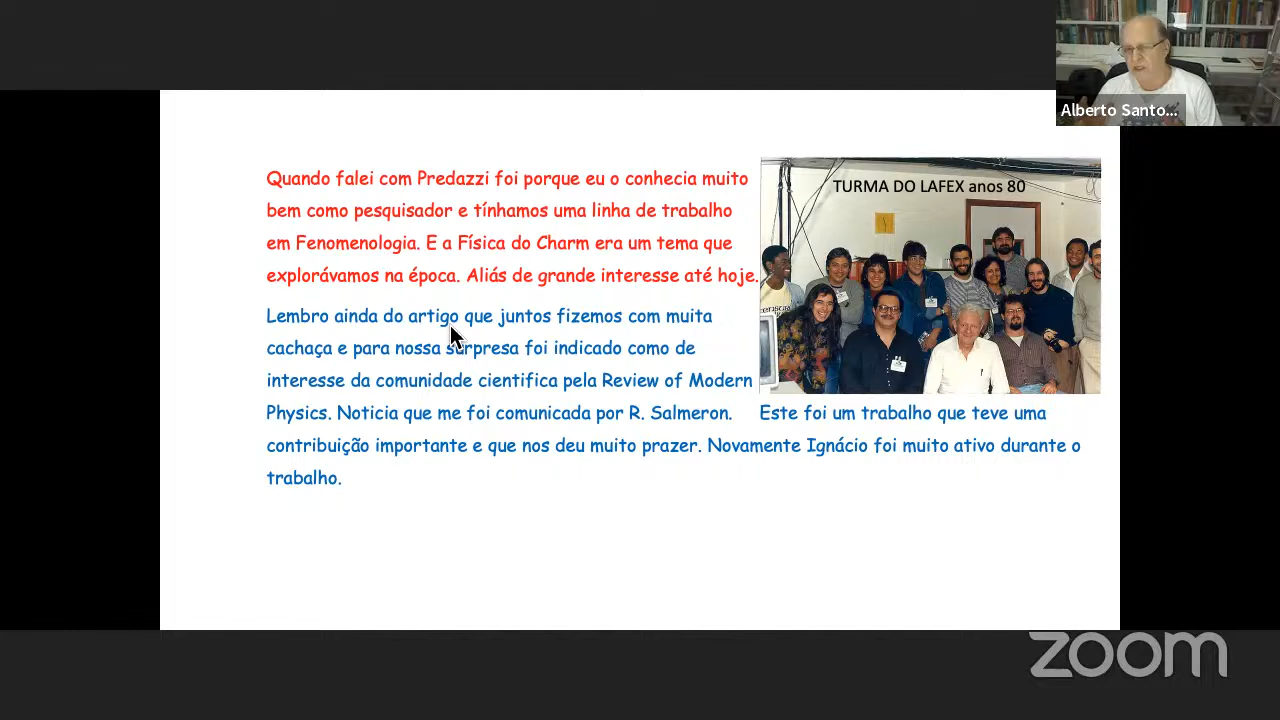 Alberto Santo...
TURMA DO LAFEX anos 80
Quando falei com Predazzi foi porque eu o conhecia muito
bem como pesquisador e tínhamos uma linha de trabalho
em Fenomenologia. E a Física do Charm era um tema que
explorávamos na época. Aliás de grande interesse até hoje.
Lembro ainda do artigo que juntos fizemos com muita
cachaça e para nossa surpresa foi indicado como de
interesse da comunidade cientifica pela Review of Modern
Physics. Noticia que me foi comunicada por R. Salmeron. Este foi um trabalho que teve uma
contribuição importante e que nos deu muito prazer. Novamente Ignácio foi muito ativo durante o
trabalho.
zoom